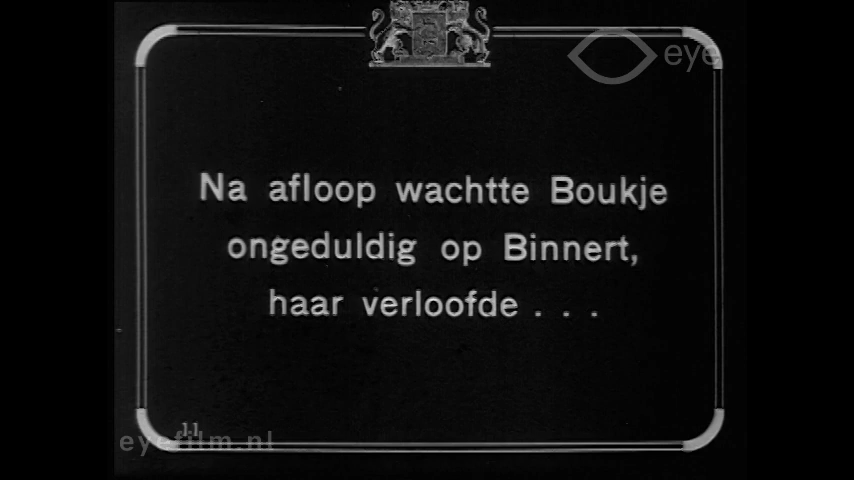 eye
Na afloop wachtte Boukje
ongeduldig op Binnert,
haar verloofde . . .
11
eyefilm.nl